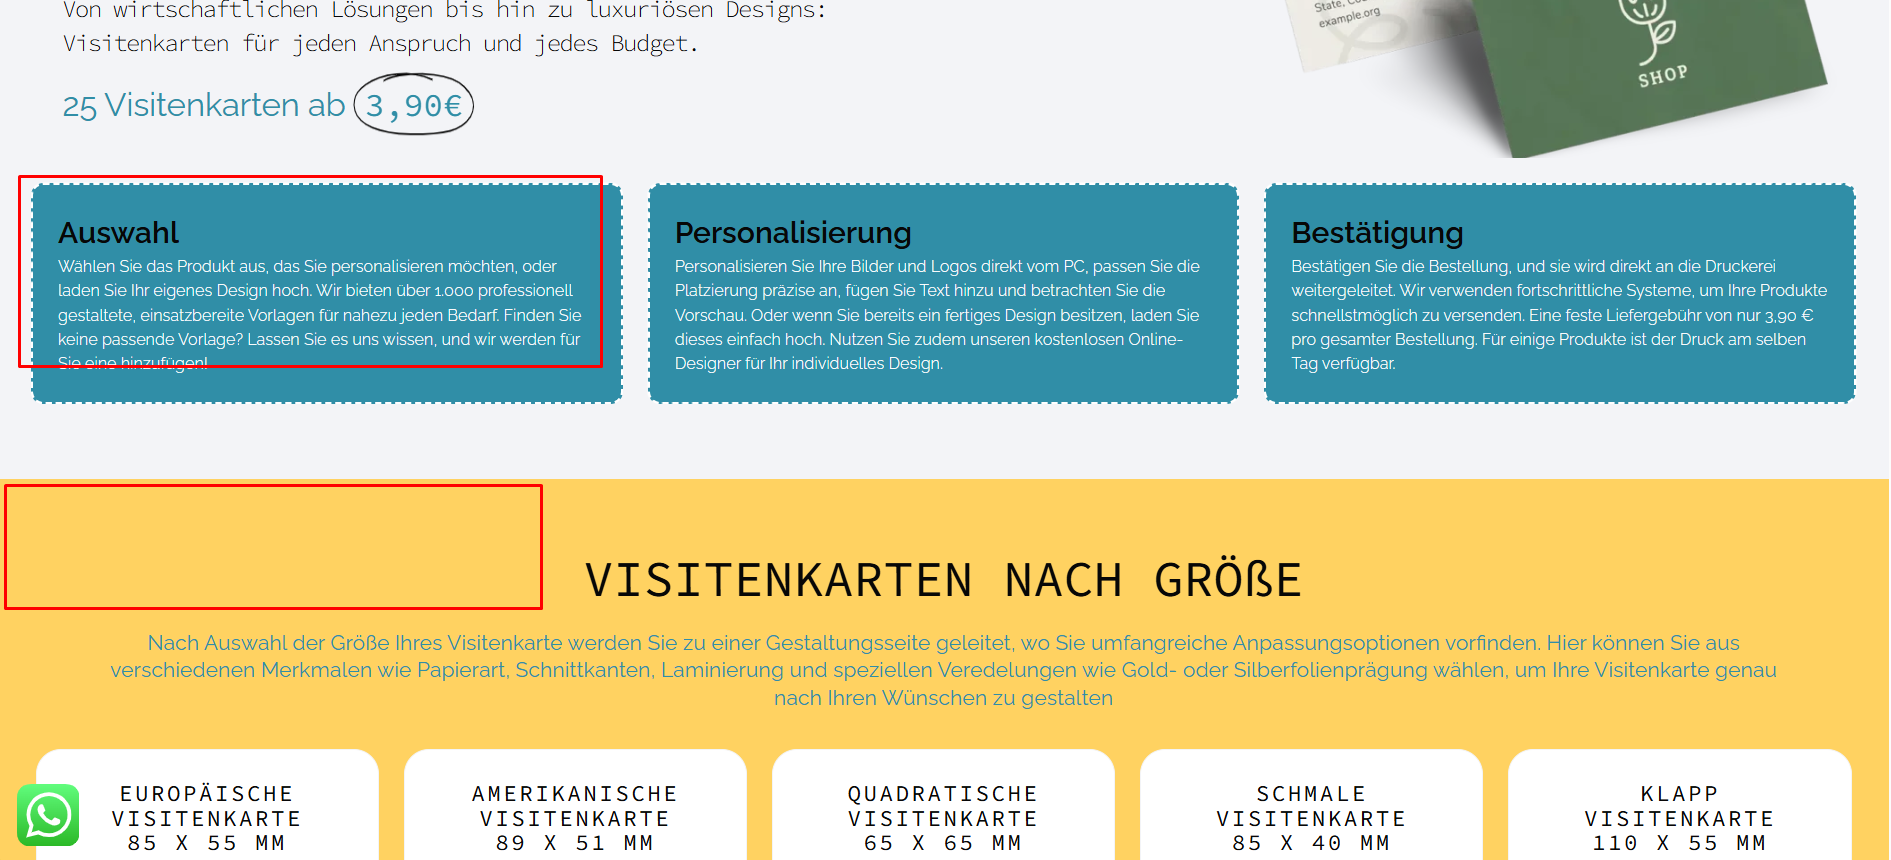 Von wirtschaftlichen Lösungen bis hin zu luxuriösen Designs:
Visitenkarten für jeden Anspruch und jedes Budget.
25 Visitenkarten ab 3,90€
State,
example.org
SHOP
Auswahl
Wählen Sie das Produkt aus, das Sie personalisieren möchten, oder
laden Sie Ihr eigenes Design hoch. Wir bieten über 1.000 professionell
gestaltete, einsatzbereite Vorlagen für nahezu jeden Bedarf. Finden Sie
keine passende Vorlage? Lassen Sie es uns wissen, und wir werden für
Sie eine hinzufügen!
Personalisierung
Personalisieren Sie Ihre Bilder und Logos direkt vom PC, passen Sie die
Platzierung präzise an, fügen Sie Text hinzu und betrachten Sie die
Vorschau. Oder wenn Sie bereits ein fertiges Design besitzen, laden Sie
dieses einfach hoch. Nutzen Sie zudem unseren kostenlosen Online-
Designer für Ihr individuelles Design.
Bestätigung
Bestätigen Sie die Bestellung, und sie wird direkt an die Druckerei
weitergeleitet. Wir verwenden fortschrittliche Systeme, um Ihre Produkte
schnellstmöglich zu versenden. Eine feste Liefergebühr von nur 3,90 €
pro gesamter Bestellung. Für einige Produkte ist der Druck am selben
Tag verfügbar.
VISITENKARTEN NACH GRÖßE
Nach Auswahl der Größe Ihres Visitenkarte werden Sie zu einer Gestaltungsseite geleitet, wo Sie umfangreiche Anpassungsoptionen vorfinden. Hier können Sie aus
verschiedenen Merkmalen wie Papierart, Schnittkanten, Laminierung und speziellen Veredelungen wie Gold- oder Silberfolienprägung wählen, um Ihre Visitenkarte genau
nach Ihren Wünschen zu gestalten
EUROPÄISCHE
VISITENKARTE
85 X 55 MM
AMERIKANISCHE
VISITENKARTE
89 X 51 MM
QUADRATISCHE
VISITENKARTE
65 X 65 MM
SCHMALE
VISITENKARTE
85 X 40 MM
KLAPP
VISITENKARTE
110 X 55 MM